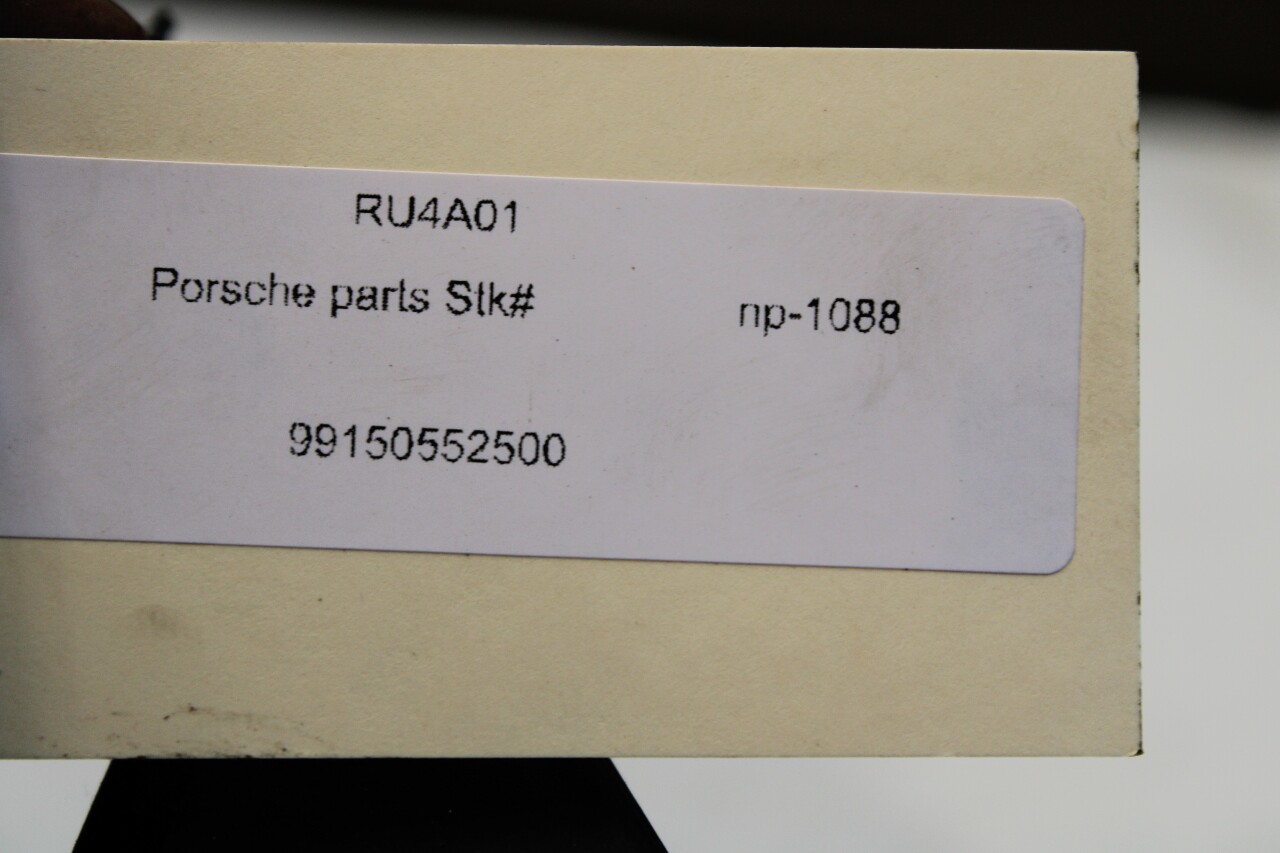 RU4A01
Porsche parts Stk# np-1088
99150552500